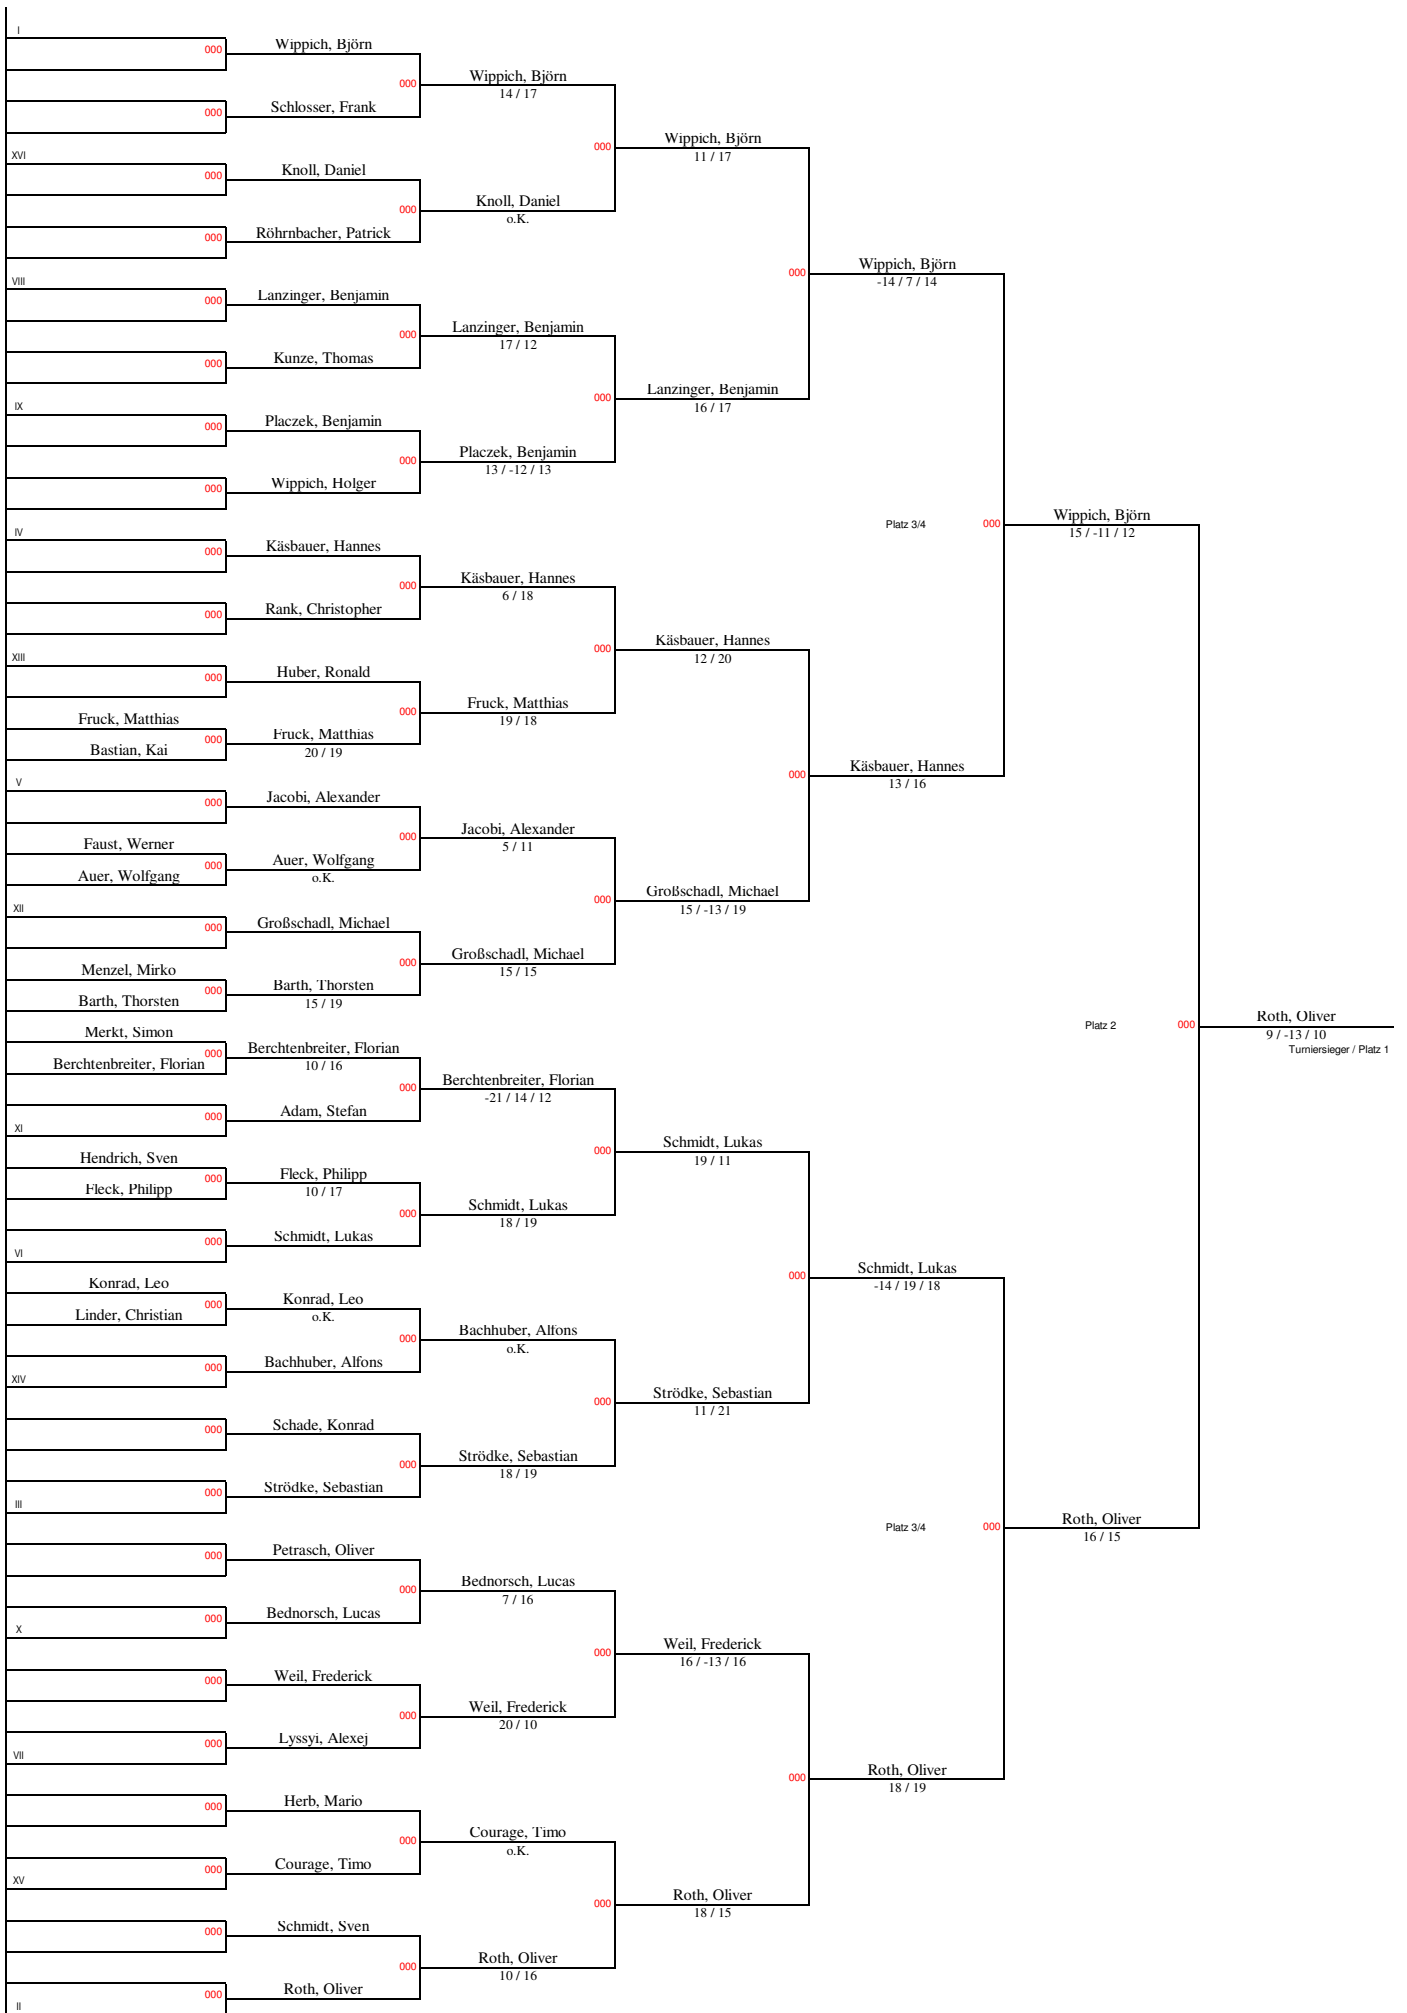 I
000
Wippich, Björn
000
Wippich, Björn
14 / 17
000
Schlosser, Frank
000
Wippich, Björn
11 / 17
XVI
000
Knoll, Daniel
000
Knoll, Daniel
o.K.
000
Röhrnbacher, Patrick
000
Wippich, Björn
-14 / 7 / 14
VIII
000
Lanzinger, Benjamin
000
Lanzinger, Benjamin
17 / 12
000
Kunze, Thomas
000
Lanzinger, Benjamin
16 / 17
IX
000
Placzek, Benjamin
000
Placzek, Benjamin
13 / -12 / 13
000
Wippich, Holger
Platz 3/4
000
Wippich, Björn
15 / -11 / 12
IV
000
Käsbauer, Hannes
000
Käsbauer, Hannes
6 / 18
000
Rank, Christopher
000
Käsbauer, Hannes
12 / 20
XIII
000
Huber, Ronald
000
Fruck, Matthias
19 / 18
Fruck, Matthias
000
Bastian, Kai
Fruck, Matthias
20 / 19
000
Käsbauer, Hannes
13 / 16
V
000
Jacobi, Alexander
000
Jacobi, Alexander
5 / 11
Faust, Werner
000
Auer, Wolfgang
Auer, Wolfgang
o.K.
000
Großschadl, Michael
15 / -13 / 19
XII
000
Großschadl, Michael
000
Großschadl, Michael
15 / 15
Menzel, Mirko
000
Barth, Thorsten
Barth, Thorsten
15 / 19
Platz 2
000
Roth, Oliver
9 / -13 / 10
Turniersieger / Platz 1
Merkt, Simon
000
Berchtenbreiter, Florian
Berchtenbreiter, Florian
10 / 16
000
Berchtenbreiter, Florian
-21 / 14 / 12
000
XI
Adam, Stefan
000
Schmidt, Lukas
19 / 11
Hendrich, Sven
000
Fleck, Philipp
Fleck, Philipp
10 / 17
000
Schmidt, Lukas
18 / 19
000
VI
Schmidt, Lukas
000
Schmidt, Lukas
-14 / 19 / 18
Konrad, Leo
000
Linder, Christian
Konrad, Leo
o.K.
000
Bachhuber, Alfons
o.K.
000
XIV
Bachhuber, Alfons
000
Strödke, Sebastian
11 / 21
000
Schade, Konrad
000
Strödke, Sebastian
18 / 19
000
III
Strödke, Sebastian
Platz 3/4
000
Roth, Oliver
16 / 15
000
Petrasch, Oliver
000
Bednorsch, Lucas
7 / 16
000
X
Bednorsch, Lucas
000
Weil, Frederick
16 / -13 / 16
000
Weil, Frederick
000
Weil, Frederick
20 / 10
000
VII
Lyssyi, Alexej
000
Roth, Oliver
18 / 19
000
Herb, Mario
000
Courage, Timo
o.K.
000
XV
Courage, Timo
000
Roth, Oliver
18 / 15
000
Schmidt, Sven
000
Roth, Oliver
10 / 16
000
II
Roth, Oliver